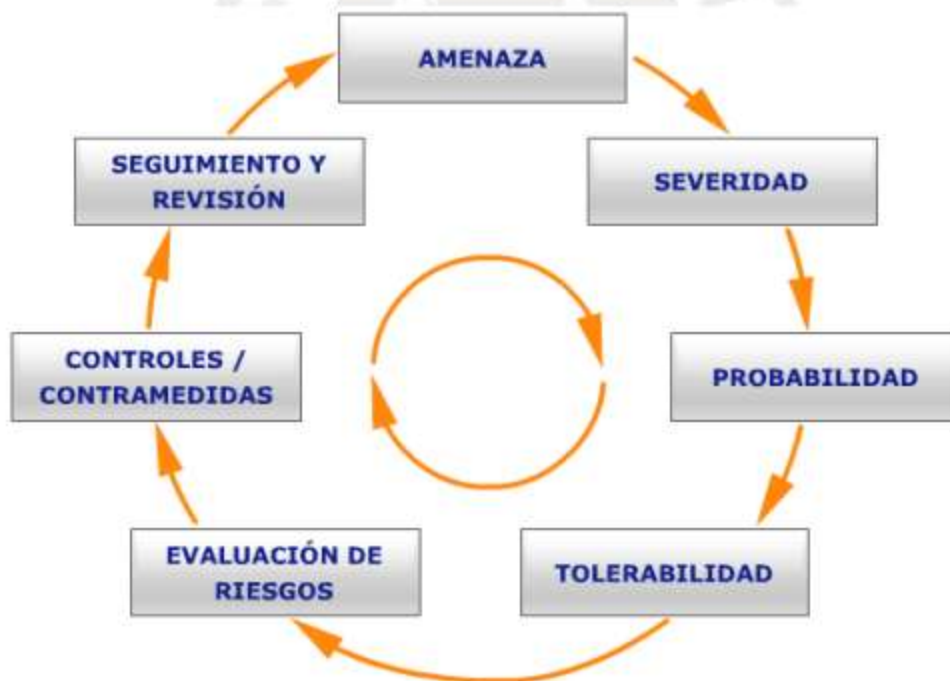 AMENAZA
SEVERIDAD
PROBABILIDAD
TOLERABILIDAD
EVALUACIÓN DE
RIESGOS
CONTROLES /
CONTRAMEDIDAS
SEGUIMIENTO Y
REVISIÓN